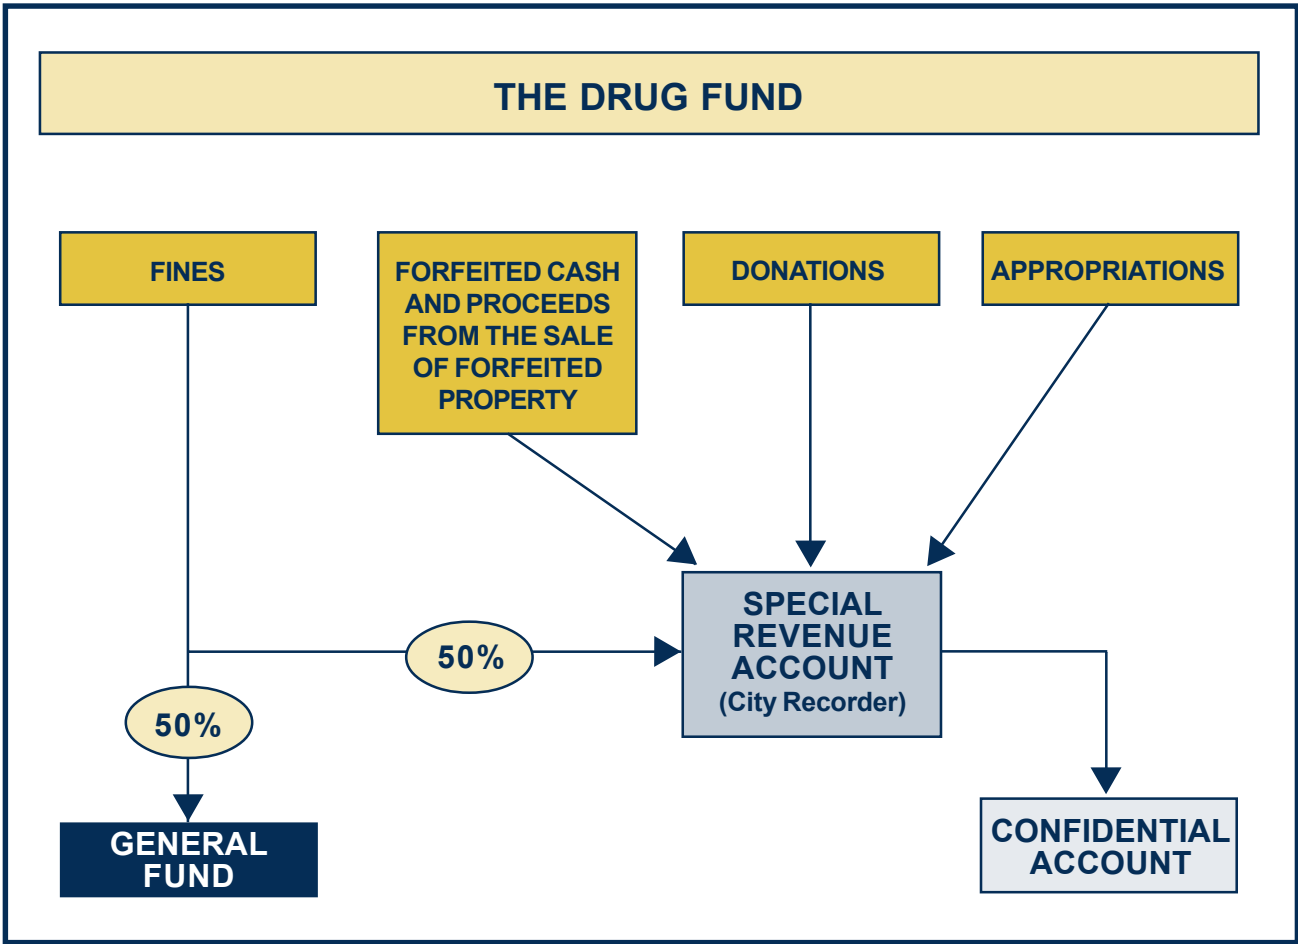 THE DRUG FUND
FINES
FORFEITED CASH
AND PROCEEDS
FROM THE SALE
OF FORFEITED
PROPERTY
DONATIONS
APPROPRIATIONS
50%
SPECIAL
REVENUE
ACCOUNT
(City Recorder)
50%
GENERAL
FUND
CONFIDENTIAL
ACCOUNT